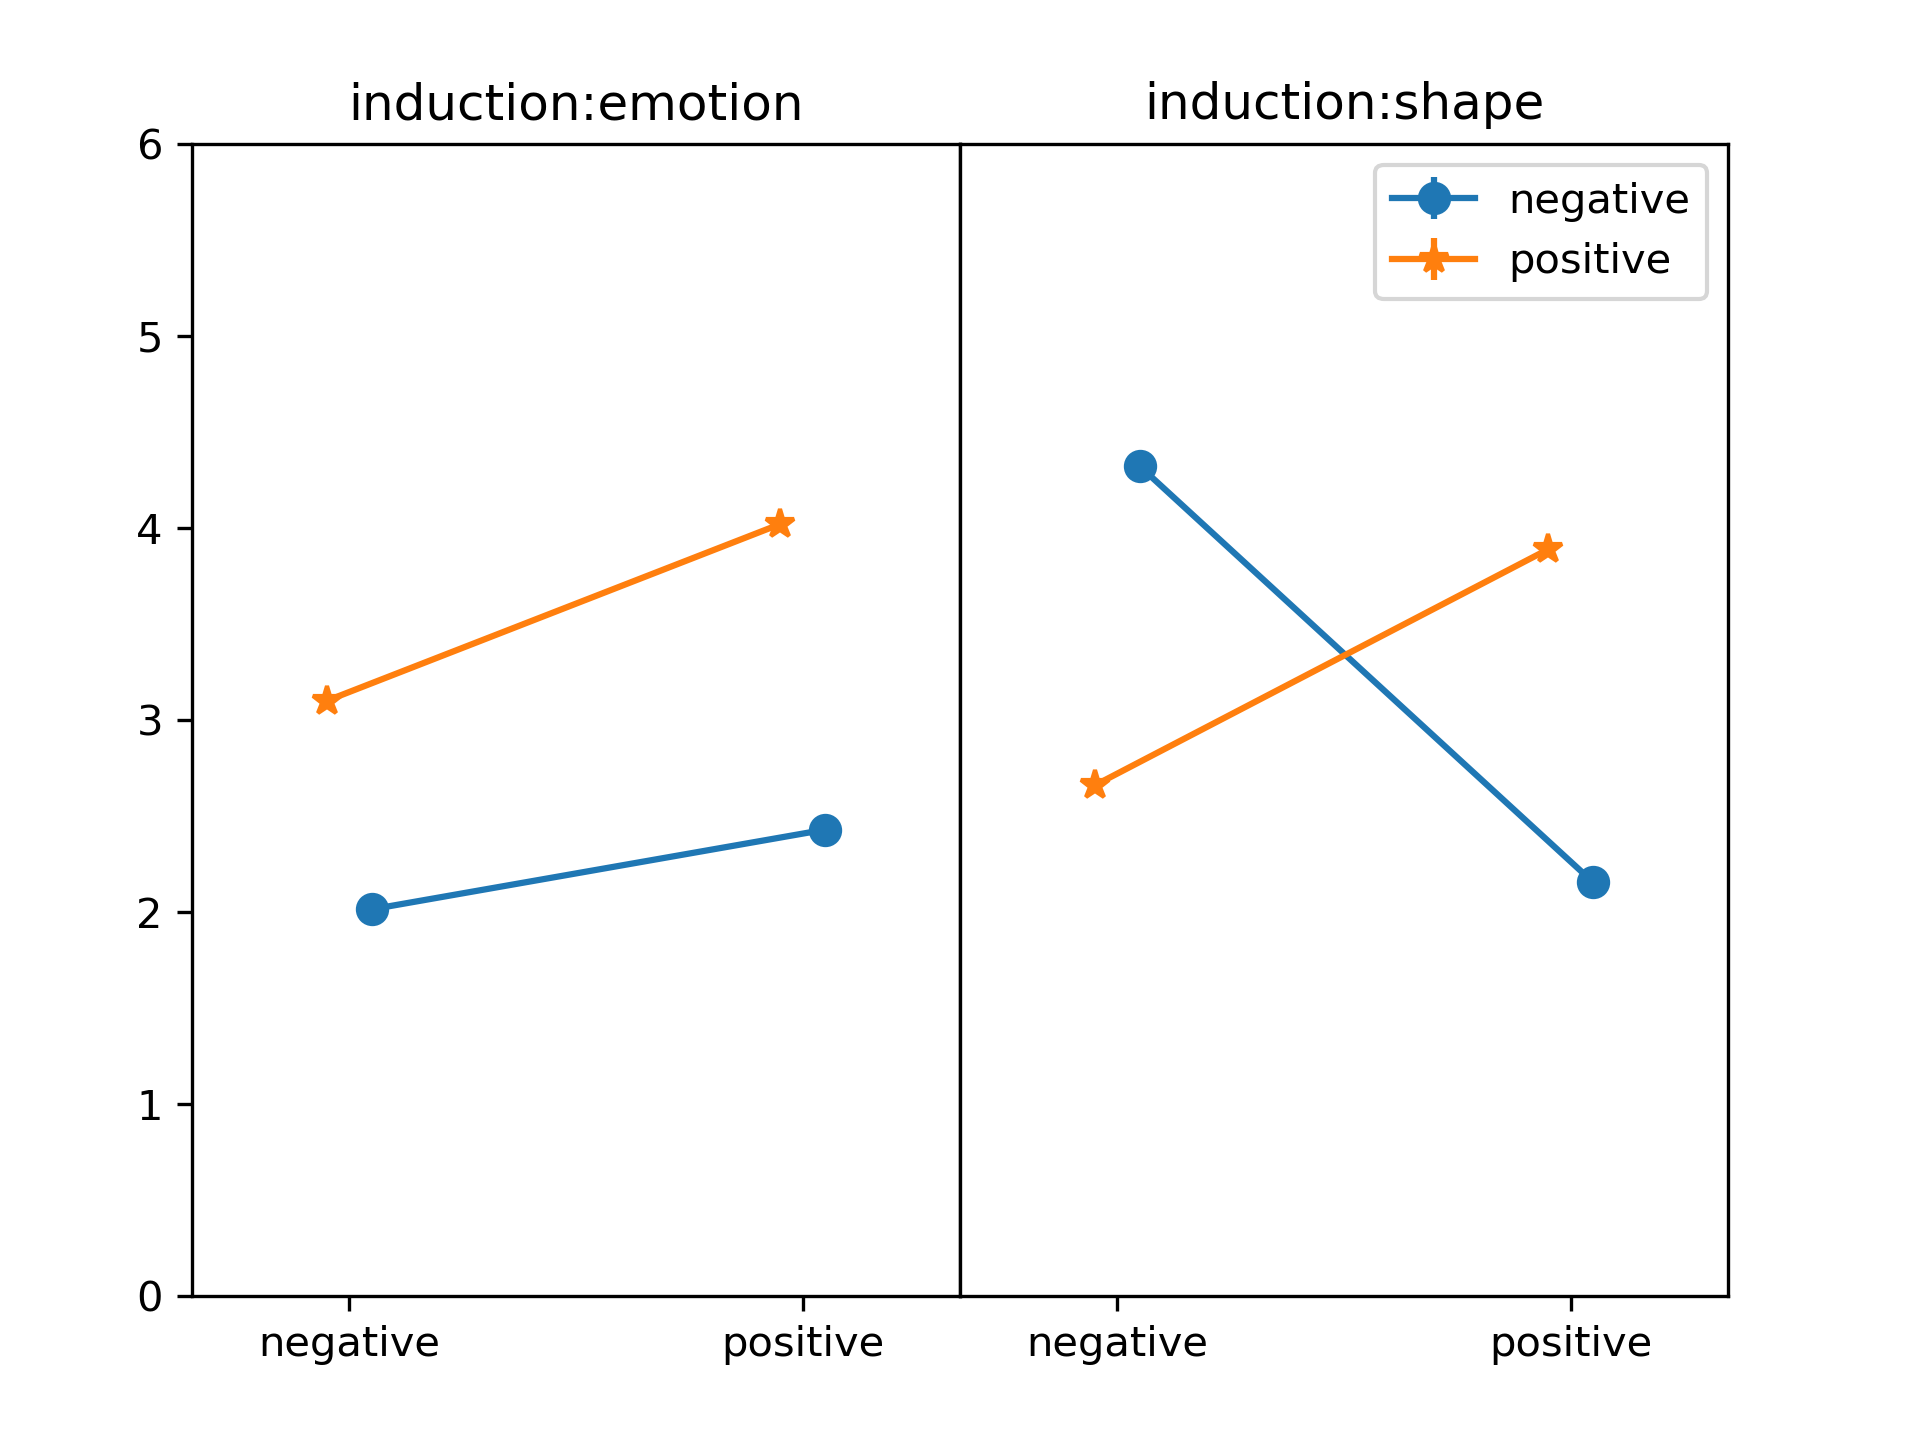 induction:emotion
induction:shape
6
5
4
3
2
1
0
negative
positive
negative
positive
negative
positive